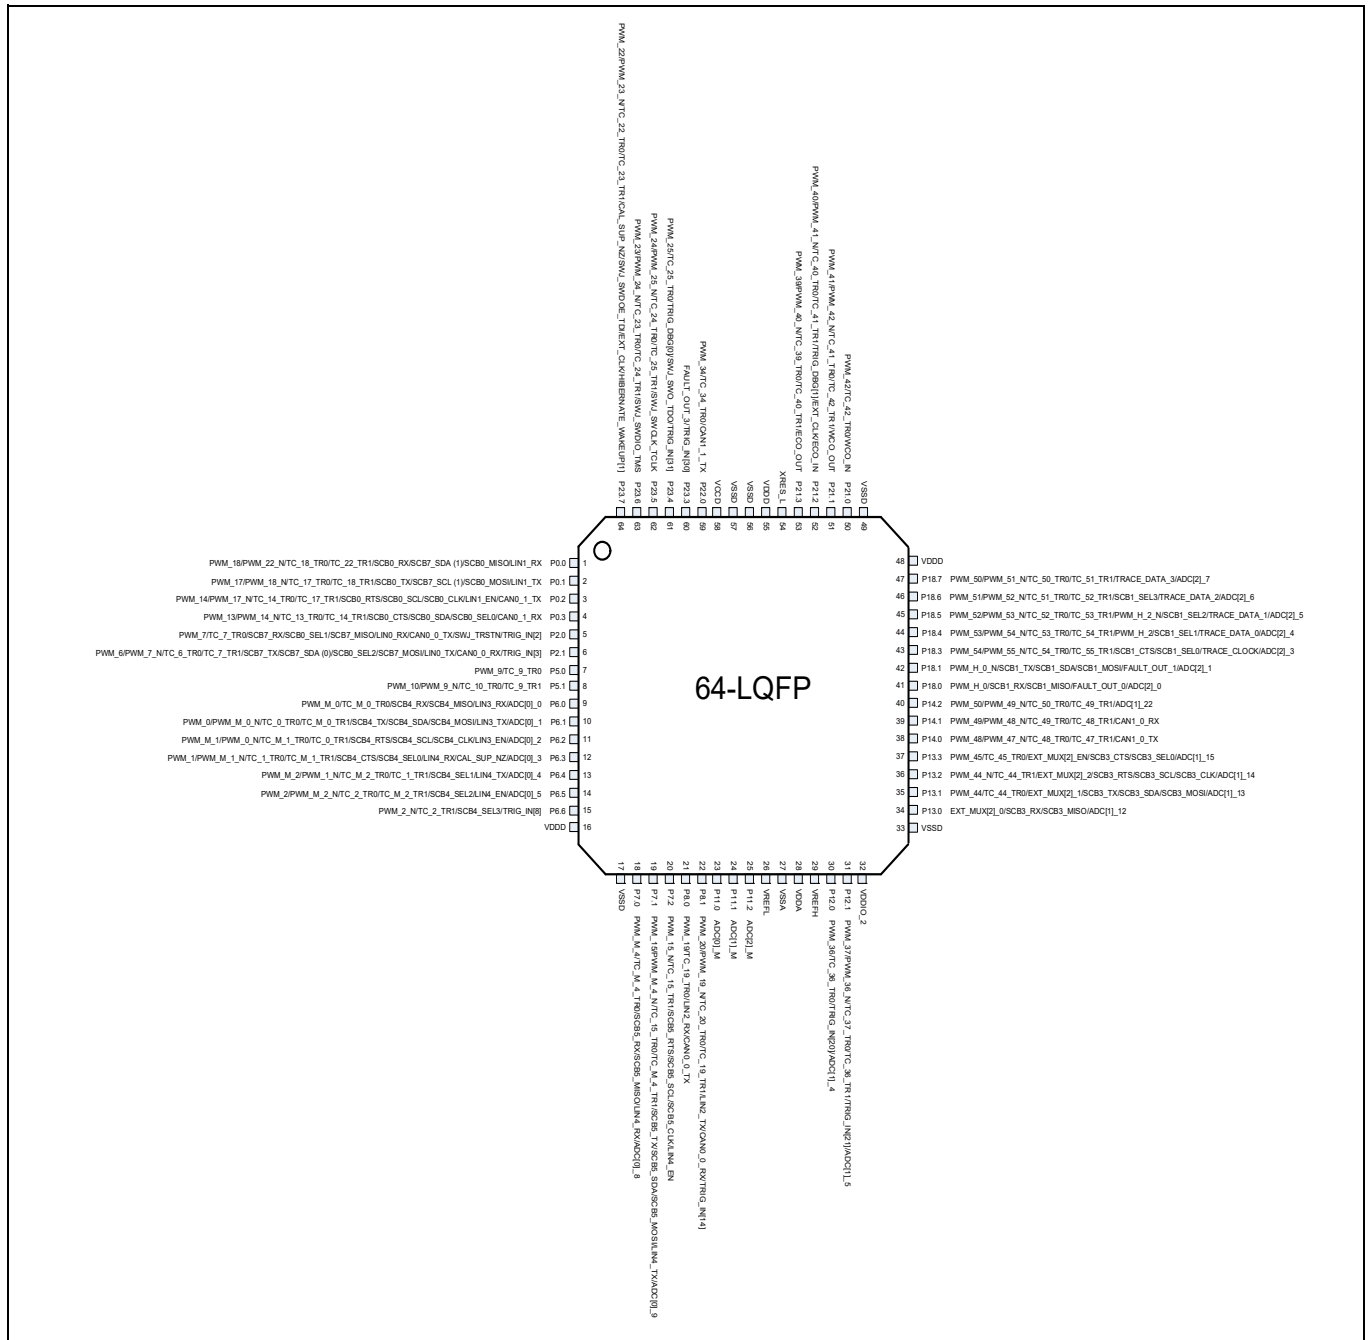 PWM_22/PWM_23_N/TC_22_TR0/TC_23_TR1/CAL_SUP_NZ/SWJ_SWDOE_TDI/EXT_CLK/HIBERNATE_WAKEUP[1] P23.7 64
PWM_23/PWM_24_N/TC_23_TR0/TC_24_TR1/SWJ_SWDIO_TMS P23.6 63
PWM_24/PWM_25_N/TC_24_TR0/TC_25_TR1/SWJ_SWCLK_TCLK P23.5 62
PWM_25/TC_25_TR0/TRIG_DBG[0]/SWJ_SWO_TDO/TRIG_IN[31] P23.4 61
FAULT_OUT_3/TRIG_IN[30] P23.3 60
PWM_34/TC_34_TR0/CAN1_1_TX P22.0 59
VCCD 58
VSSD 57
VSSD 56
VDDD 55
XRES_L 54
PWM_39/PWM_40_N/TC_39_TR0/TC_40_TR1/ECO_OUT P21.3 53
PWM_40/PWM_41_N/TC_40_TR0/TC_41_TR1/TRIG_DBG[1]/EXT_CLK/ECO_IN P21.2 52
PWM_41/PWM_42_N/TC_41_TR0/TC_42_TR1/WCO_OUT P21.1 51
PWM_42/TC_42_TR0/WCO_IN P21.0 50
VSSD 49
PWM_18/PWM_22_N/TC_18_TR0/TC_22_TR1/SCB0_RX/SCB7_SDA (1)/SCB0_MISO/LIN1_RX P0.0 1
PWM_17/PWM_18_N/TC_17_TR0/TC_18_TR1/SCB0_TX/SCB7_SCL (1)/SCB0_MOSI/LIN1_TX P0.1 2
PWM_14/PWM_17_N/TC_14_TR0/TC_17_TR1/SCB0_RTS/SCB0_SCL/SCB0_CLK/LIN1_EN/CAN0_1_TX P0.2 3
PWM_13/PWM_14_N/TC_13_TR0/TC_14_TR1/SCB0_CTS/SCB0_SDA/SCB0_SEL0/CAN0_1_RX P0.3 4
PWM_7/TC_7_TR0/SCB7_RX/SCB0_SEL1/SCB7_MISO/LIN0_RX/CAN0_0_TX/SWJ_TRSTN/TRIG_IN[2] P2.0 5
PWM_6/PWM_7_N/TC_6_TR0/TC_7_TR1/SCB7_TX/SCB7_SDA (0)/SCB0_SEL2/SCB7_MOSI/LIN0_TX/CAN0_0_RX/TRIG_IN[3] P2.1 6
PWM_9/TC_9_TR0 P5.0 7
PWM_10/PWM_9_N/TC_10_TR0/TC_9_TR1 P5.1 8
PWM_M_0/TC_M_0_TR0/SCB4_RX/SCB4_MISO/LIN3_RX/ADC[0]_0 P6.0 9
PWM_0/PWM_M_0_N/TC_0_TR0/TC_M_0_TR1/SCB4_TX/SCB4_SDA/SCB4_MOSI/LIN3_TX/ADC[0]_1 P6.1 10
PWM_M_1/PWM_0_N/TC_M_1_TR0/TC_0_TR1/SCB4_RTS/SCB4_SCL/SCB4_CLK/LIN3_EN/ADC[0]_2 P6.2 11
PWM_1/PWM_M_1_N/TC_1_TR0/TC_M_1_TR1/SCB4_CTS/SCB4_SEL0/LIN4_RX/CAL_SUP_NZ/ADC[0]_3 P6.3 12
PWM_M_2/PWM_1_N/TC_M_2_TR0/TC_1_TR1/SCB4_SEL1/LIN4_TX/ADC[0]_4 P6.4 13
PWM_2/PWM_M_2_N/TC_2_TR0/TC_M_2_TR1/SCB4_SEL2/LIN4_EN/ADC[0]_5 P6.5 14
PWM_2_N/TC_2_TR1/SCB4_SEL3/TRIG_IN[8] P6.6 15
VDDD 16
64-LQFP
48 VDDD
47 P18.7 PWM_50/PWM_51_N/TC_50_TR0/TC_51_TR1/TRACE_DATA_3/ADC[2]_7
46 P18.6 PWM_51/PWM_52_N/TC_51_TR0/TC_52_TR1/SCB1_SEL3/TRACE_DATA_2/ADC[2]_6
45 P18.5 PWM_52/PWM_53_N/TC_52_TR0/TC_53_TR1/PWM_H_2_N/SCB1_SEL2/TRACE_DATA_1/ADC[2]_5
44 P18.4 PWM_53/PWM_54_N/TC_53_TR0/TC_54_TR1/PWM_H_2/SCB1_SEL1/TRACE_DATA_0/ADC[2]_4
43 P18.3 PWM_54/PWM_55_N/TC_54_TR0/TC_55_TR1/SCB1_CTS/SCB1_SEL0/TRACE_CLOCK/ADC[2]_3
42 P18.1 PWM_H_0_N/SCB1_TX/SCB1_SDA/SCB1_MOSI/FAULT_OUT_1/ADC[2]_1
41 P18.0 PWM_H_0/SCB1_RX/SCB1_MISO/FAULT_OUT_0/ADC[2]_0
40 P14.2 PWM_50/PWM_49_N/TC_50_TR0/TC_49_TR1/ADC[1]_22
39 P14.1 PWM_49/PWM_48_N/TC_49_TR0/TC_48_TR1/CAN1_0_RX
38 P14.0 PWM_48/PWM_47_N/TC_48_TR0/TC_47_TR1/CAN1_0_TX
37 P13.3 PWM_45/TC_45_TR0/EXT_MUX[2]_EN/SCB3_CTS/SCB3_SEL0/ADC[1]_15
36 P13.2 PWM_44_N/TC_44_TR1/EXT_MUX[2]_2/SCB3_RTS/SCB3_SCL/SCB3_CLK/ADC[1]_14
35 P13.1 PWM_44/TC_44_TR0/EXT_MUX[2]_1/SCB3_TX/SCB3_SDA/SCB3_MOSI/ADC[1]_13
34 P13.0 EXT_MUX[2]_0/SCB3_RX/SCB3_MISO/ADC[1]_12
33 VSSD
17 VSSD
18 P7.0 PWM_M_4/TC_M_4_TR0/SCB5_RX/SCB5_MISO/LIN4_RX/ADC[0]_8
19 P7.1 PWM_15/PWM_M_4_N/TC_15_TR0/TC_M_4_TR1/SCB5_TX/SCB5_SDA/SCB5_MOSI/LIN4_TX/ADC[0]_9
20 P7.2 PWM_15_N/TC_15_TR1/SCB5_RTS/SCB5_SCL/SCB5_CLK/LIN4_EN
21 P8.0 PWM_19/TC_19_TR0/LIN2_RX/CAN0_0_TX
22 P8.1 PWM_20/PWM_19_N/TC_20_TR0/TC_19_TR1/LIN2_TX/CAN0_0_RX/TRIG_IN[14]
23 P11.0 ADC[0]_M
24 P11.1 ADC[1]_M
25 P11.2 ADC[2]_M
26 VREFL
27 VSSA
28 VDDA
29 VREFH
30 P12.0 PWM_36/TC_36_TR0/TRIG_IN[20]/ADC[1]_4
31 P12.1 PWM_37/PWM_36_N/TC_37_TR0/TC_36_TR1/TRIG_IN[21]/ADC[1]_5
32 VDDIO_2